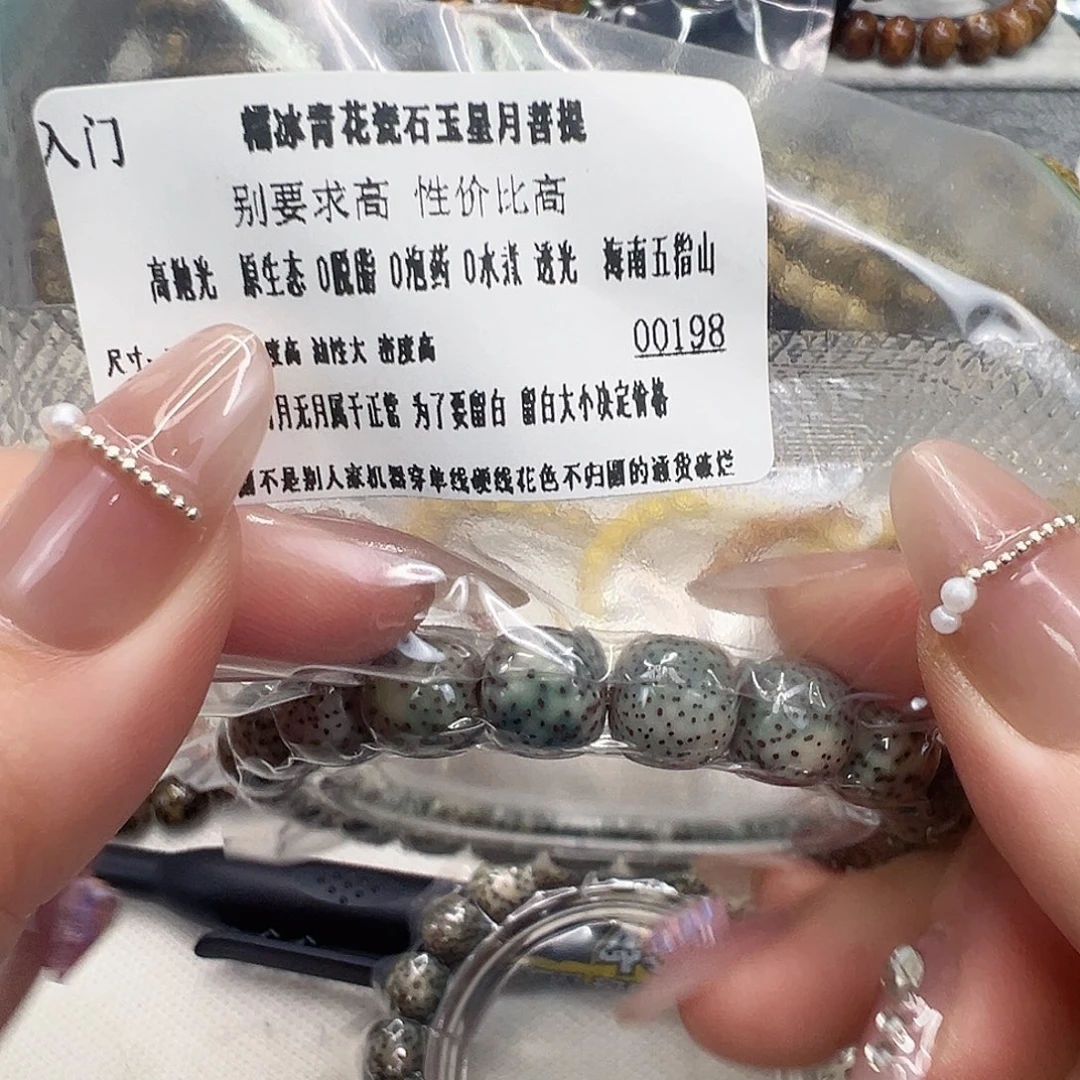 入门
糯冰青花瓷石玉星月菩提
别要求高 性价比高
高抛光 原生态 0脱脂 0泡药 0水煮 透光 海南五指山
尺寸 度高 油性大 密度高
00198
月无月属于正常 为了要留白 留白大小决定价格
不是别人家机器穿单线硬线花色不归圆的通货破烂